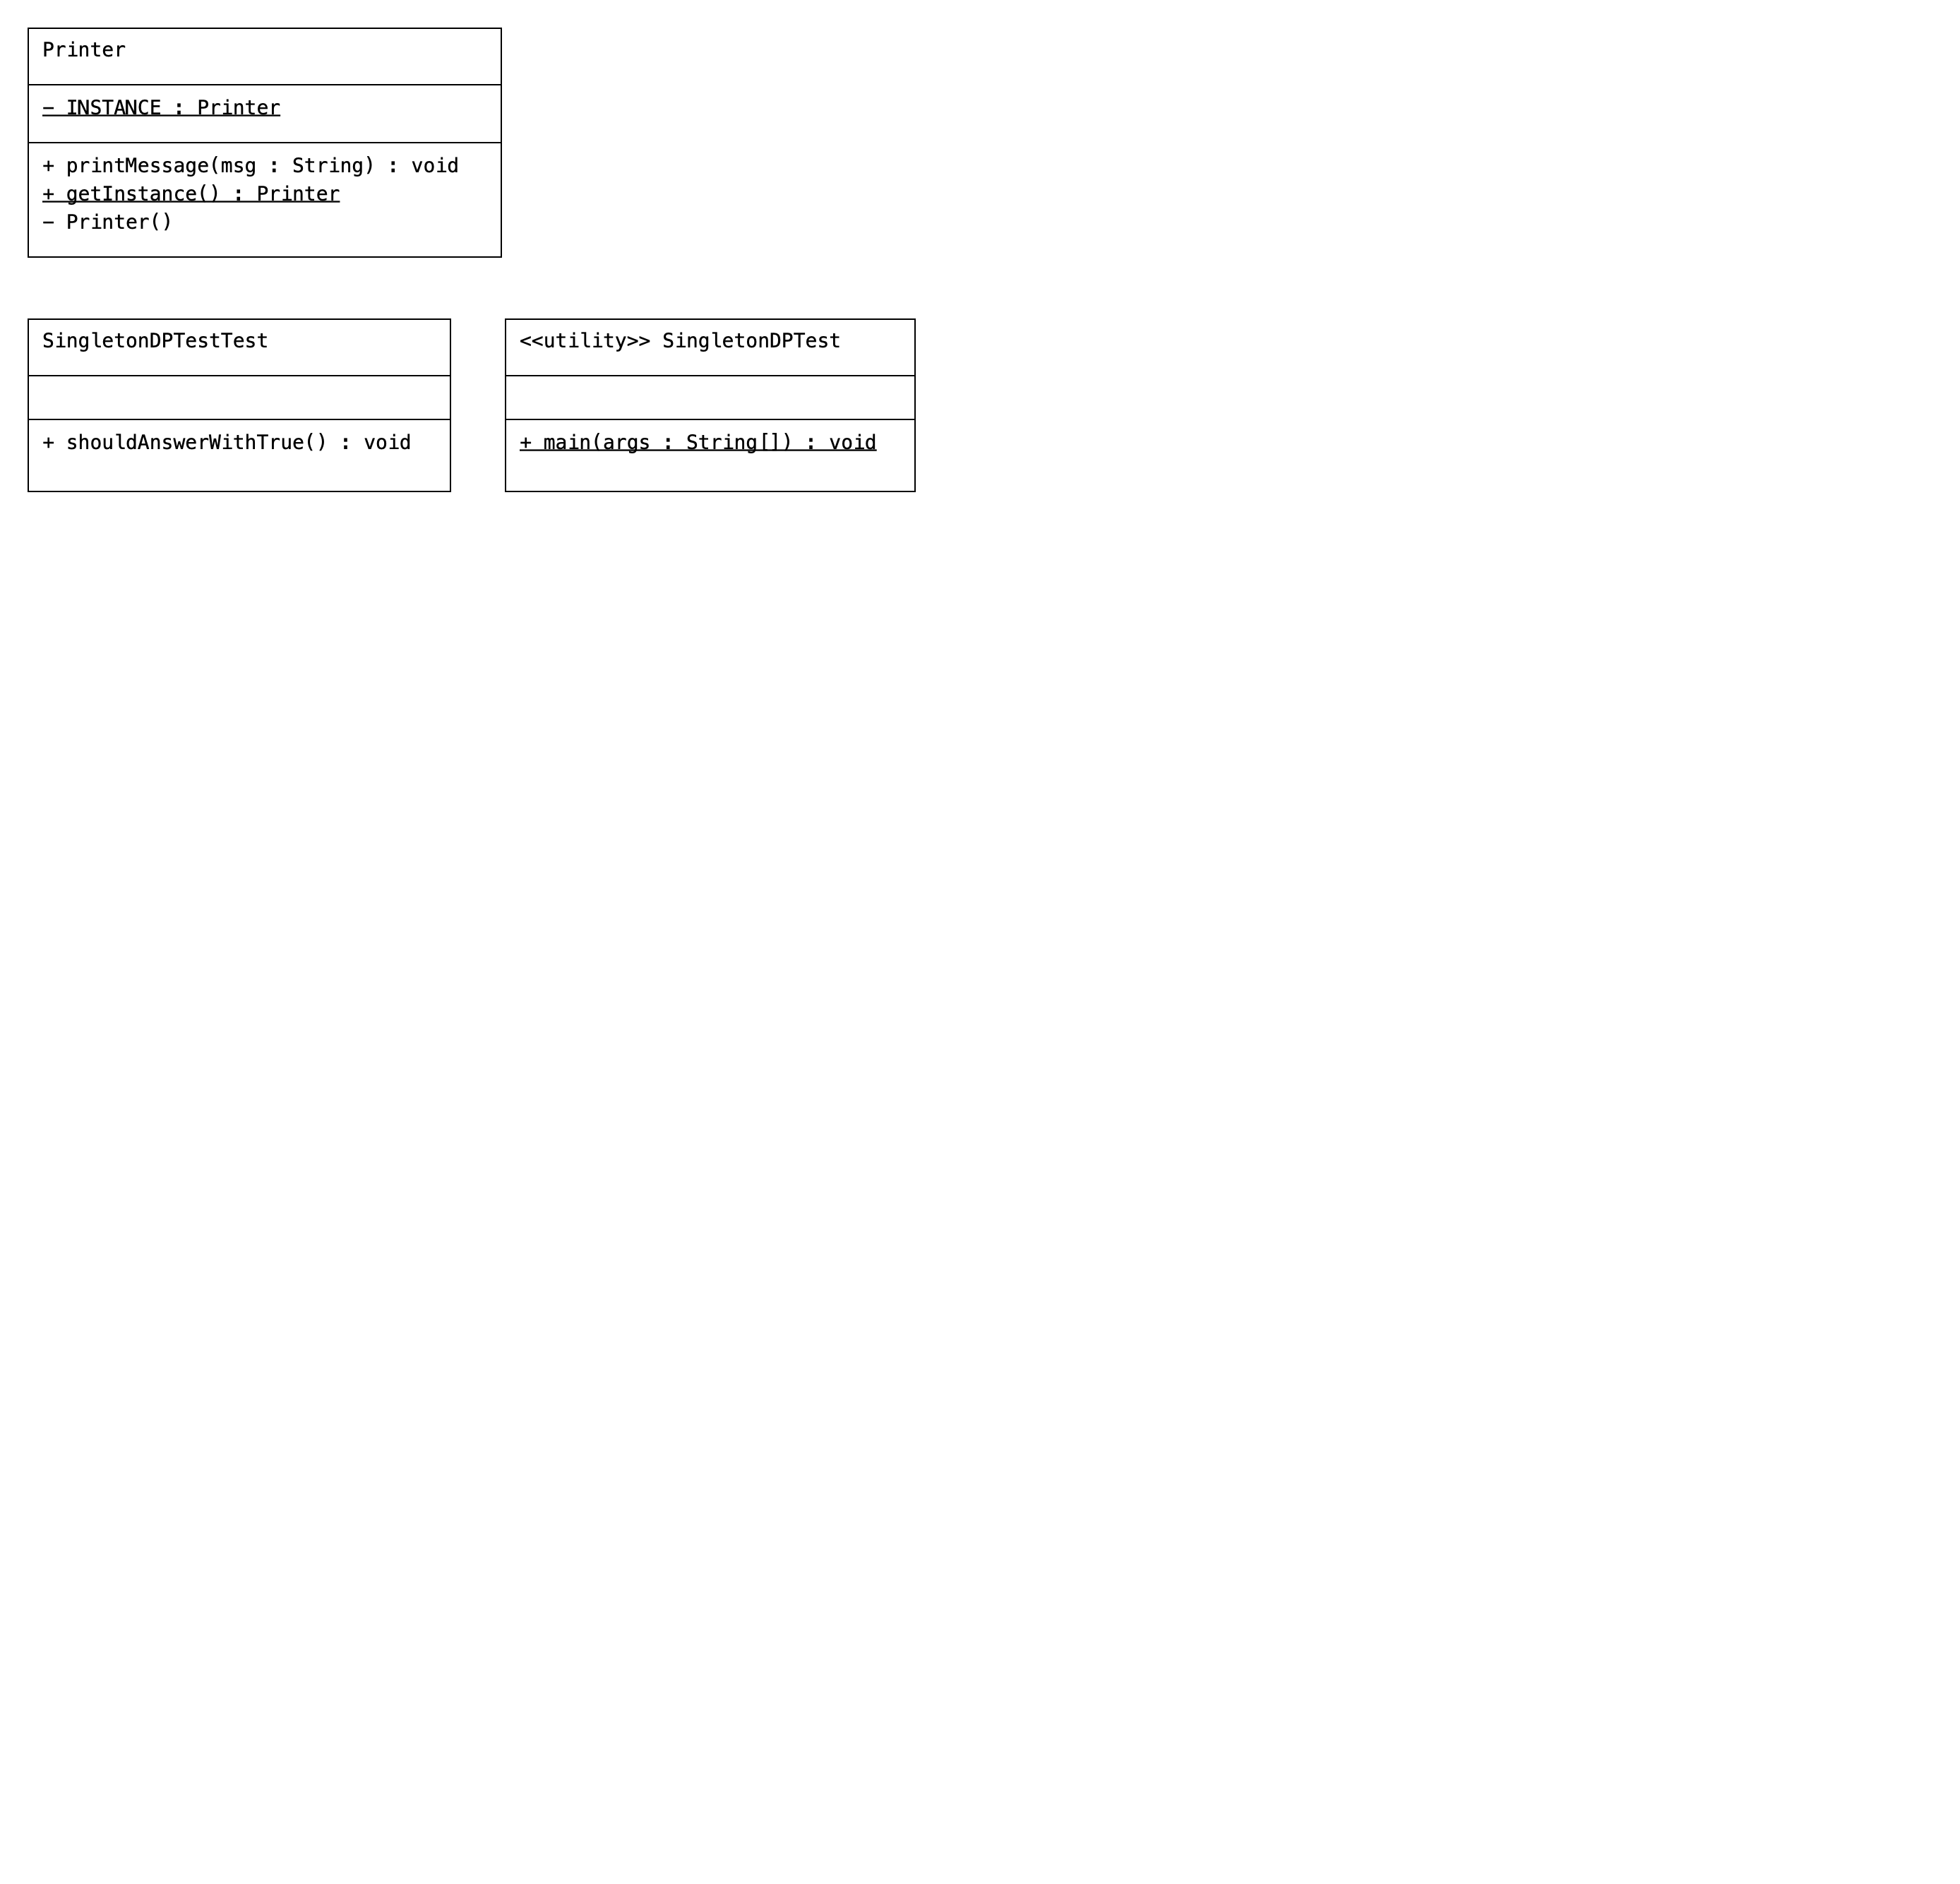 Printer
- INSTANCE : Printer
+ printMessage(msg : String) : void
+ getInstance() : Printer
- Printer()
SingletonDPTestTest
+ shouldAnswerWithTrue() : void
<<utility>> SingletonDPTest
+ main(args : String[]) : void